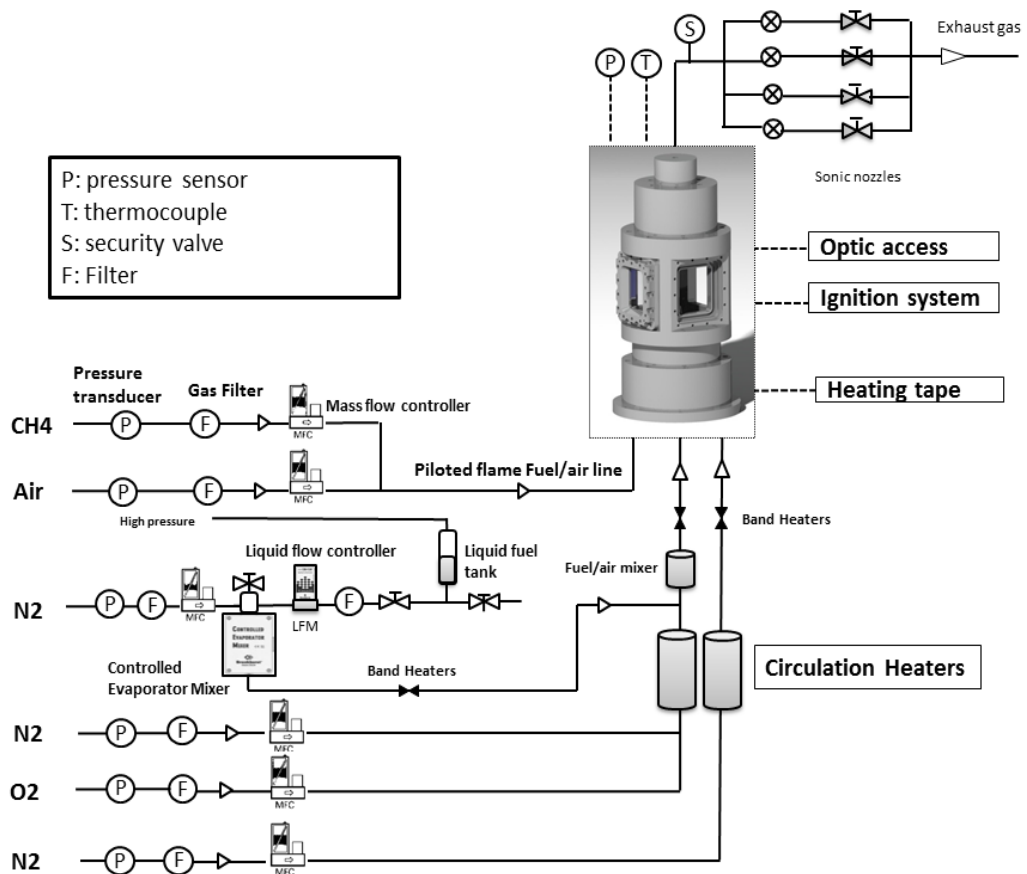 S
Exhaust gas
P
T
Sonic nozzles
P: pressure sensor
T: thermocouple
S: security valve
F: Filter
Optic access
Ignition system
Heating tape
Pressure
transducer
Gas Filter
Mass flow controller
CH4
P
F
MFC
Piloted flame Fuel/air line
Air
P
F
MFC
High pressure
Band Heaters
Liquid flow controller
Liquid fuel
tank
Fuel/air mixer
N2
P
F
MFC
LFM
F
CONTROLLED
EVAPORATOR
MIXER
Controlled
Evaporator Mixer
Band Heaters
Circulation Heaters
N2
P
F
MFC
O2
P
F
MFC
N2
P
F
MFC